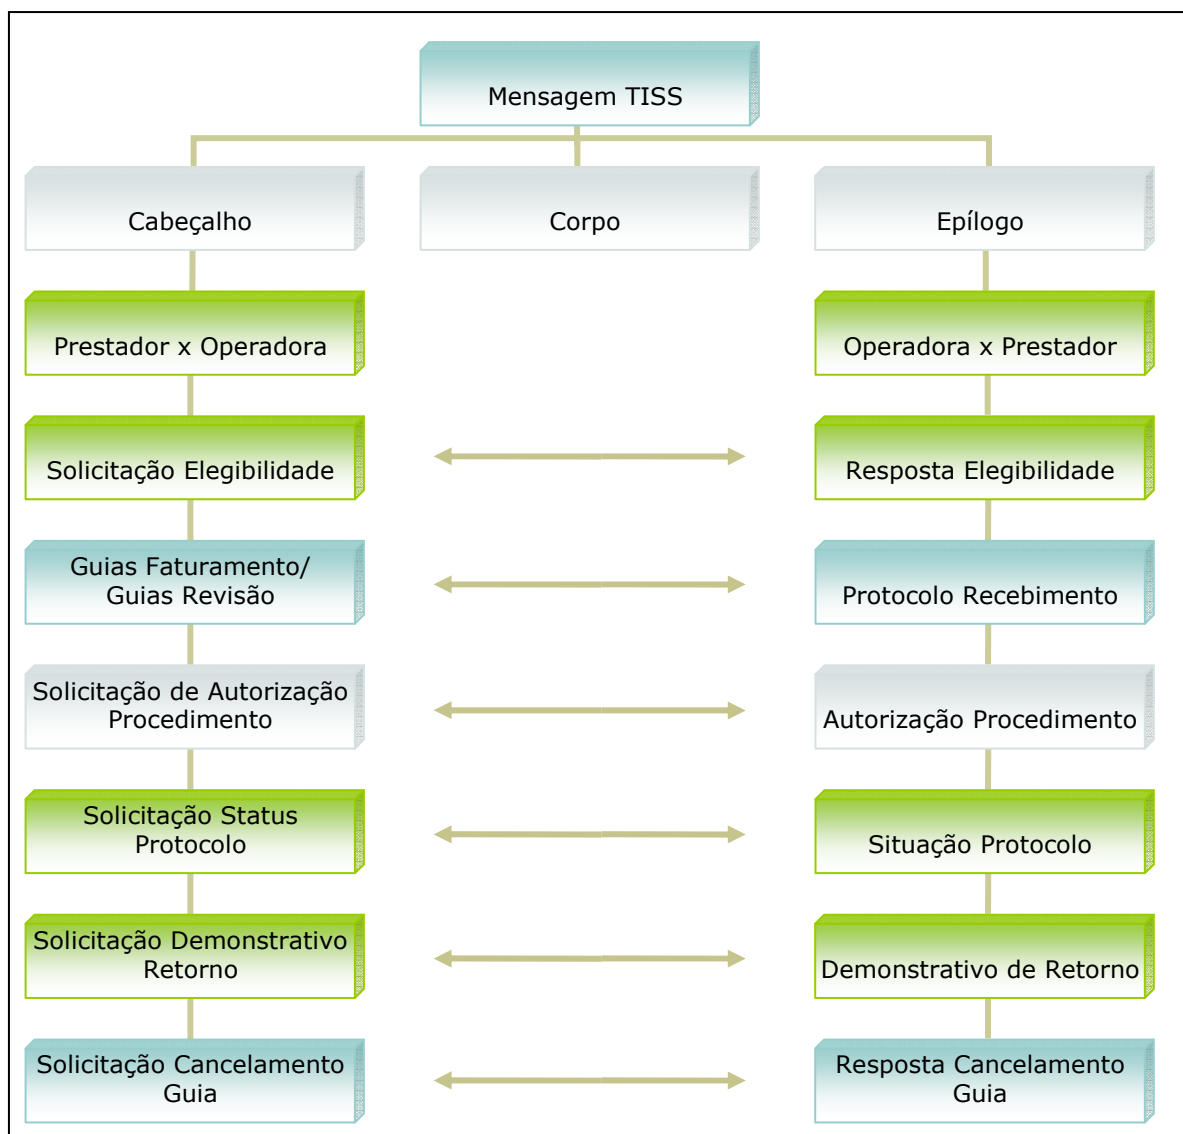 Mensagem TISS
Cabeçalho
Corpo
Epílogo
Prestador x Operadora
Operadora x Prestador
Solicitação Elegibilidade
Resposta Elegibilidade
Guias Faturamento/
Guias Revisão
Protocolo Recebimento
Solicitação de Autorização
Procedimento
Autorização Procedimento
Solicitação Status
Protocolo
Situação Protocolo
Solicitação Demonstrativo
Retorno
Demonstrativo de Retorno
Solicitação Cancelamento
Guia
Resposta Cancelamento
Guia